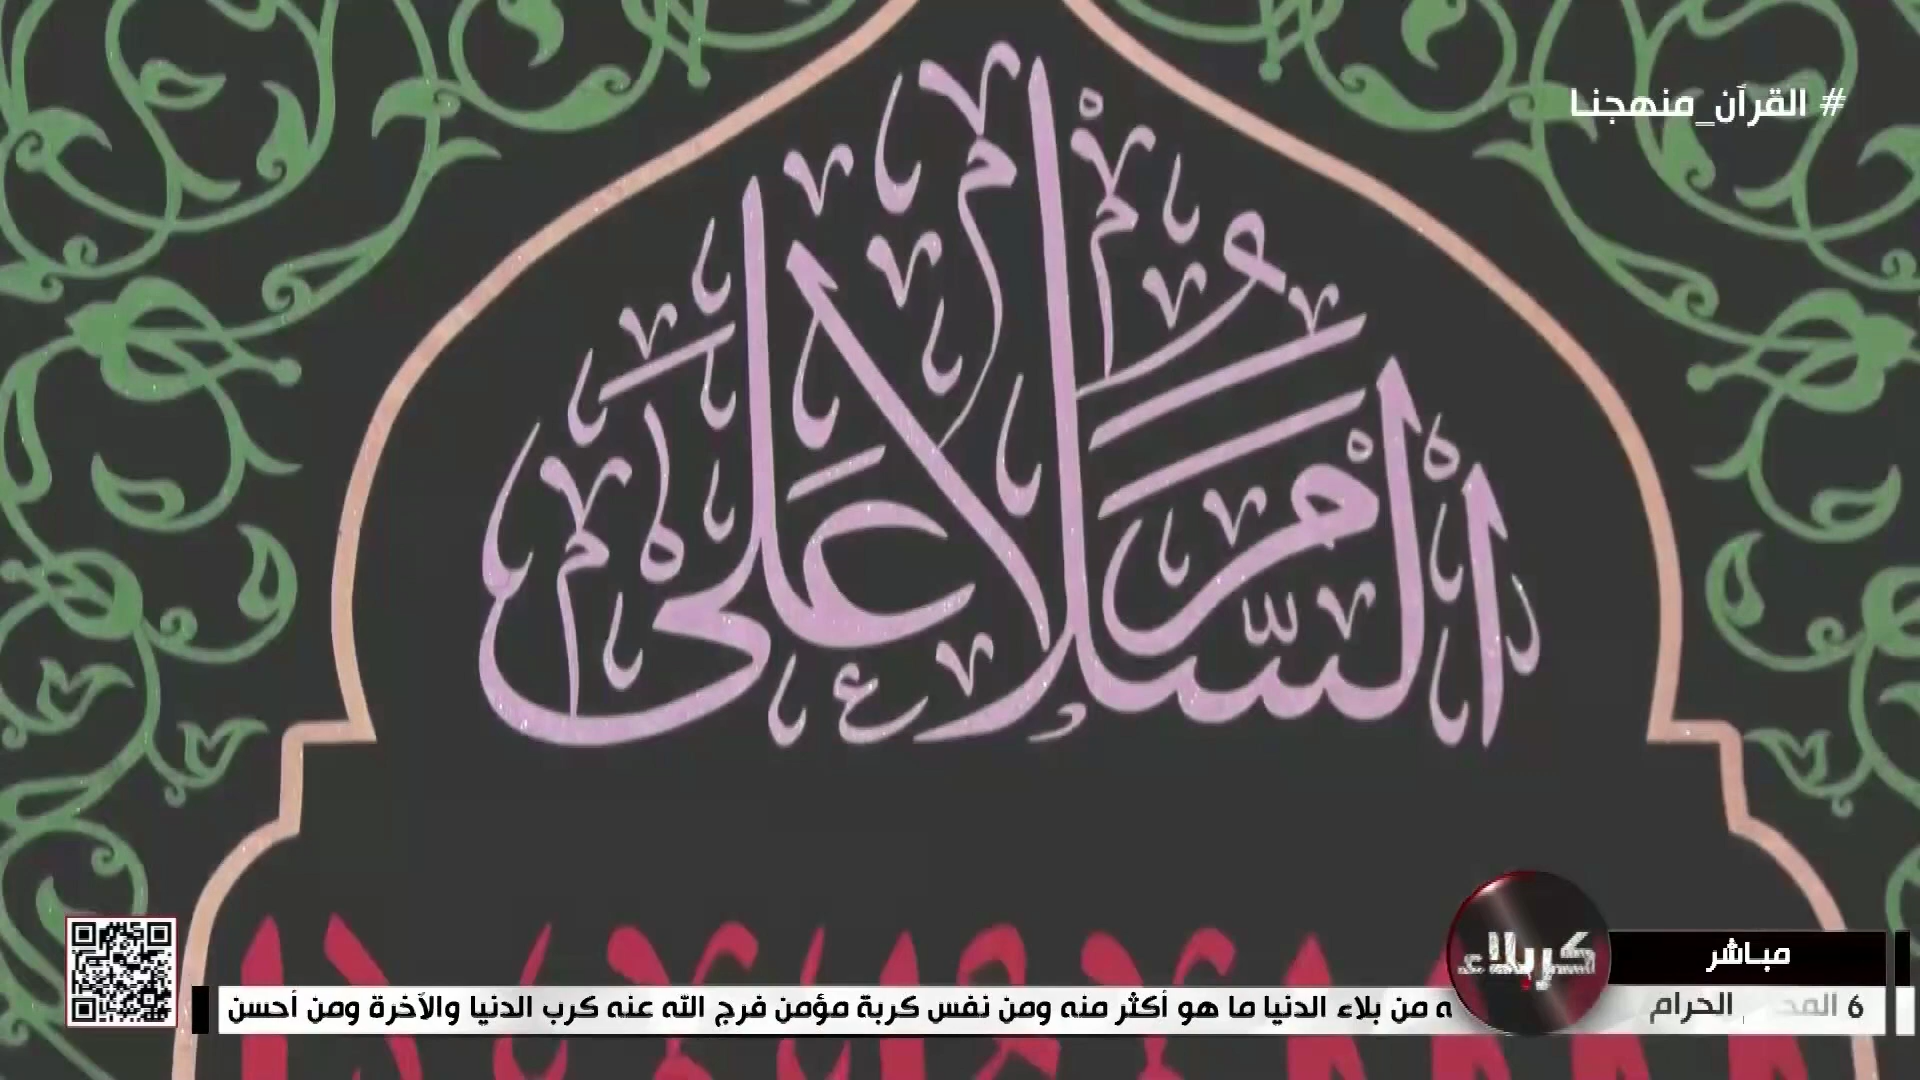 # القرآن_منهجنا
السلام على
مباشر
كربلاء
6 الحرام
ه من بلاء الدنيا ما هو أكثر منه ومن نفس كربة مؤمن فرج الله عنه كرب الدنيا والآخرة ومن أحسن